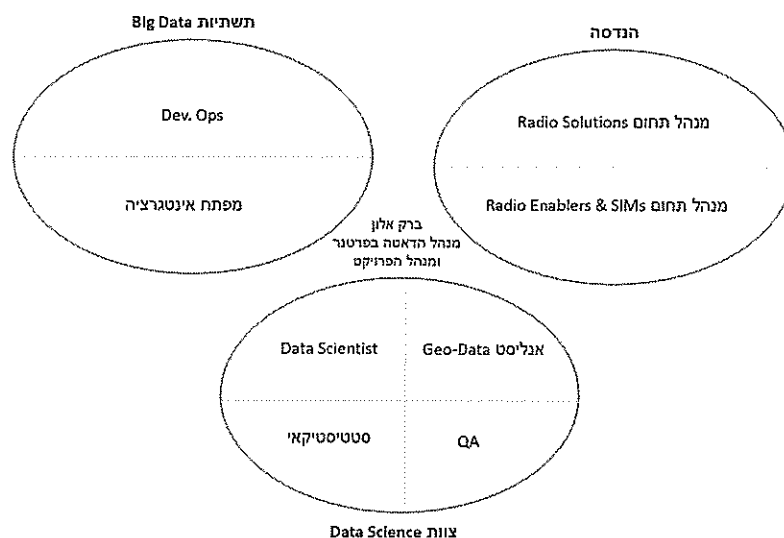 תשתיות Big Data
הנדסה
Dev. Ops
מפתח אינטגרציה
מנהל תחום Radio Solutions
מנהל תחום Radio Enablers & SIMs
ברק אלון
מנהל הדאטה בפרטנר
ומנהל הפרויקט
Data Scientist
אנליסט Geo-Data
סטטיסטיקאי
QA
צוות Data Science